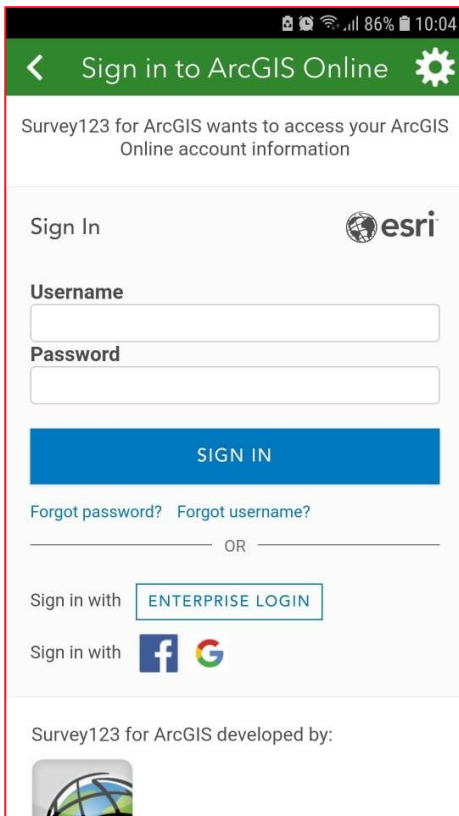 86% 10:04
Sign in to ArcGIS Online
Survey123 for ArcGIS wants to access your ArcGIS
Online account information
Sign In
esri
Username
Password
SIGN IN
Forgot password? Forgot username?
OR
Sign in with ENTERPRISE LOGIN
Sign in with f G
Survey123 for ArcGIS developed by: